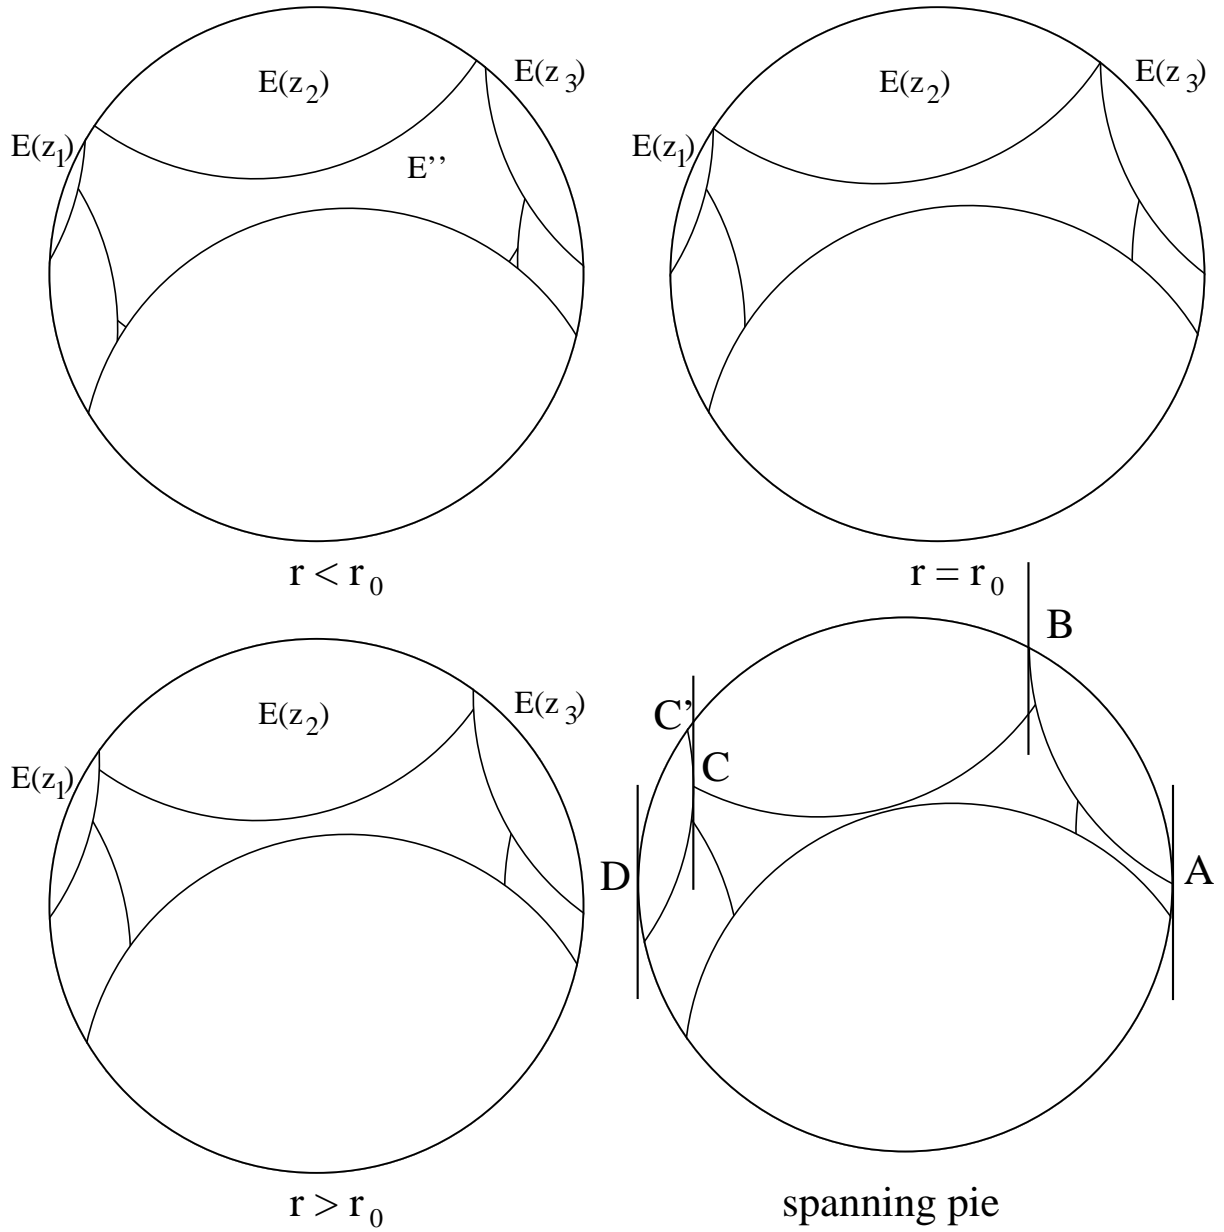 E(z₂)
E(z₃)
E(z₁)
E’’
r < r₀
E(z₂)
E(z₃)
E(z₁)
r = r₀
E(z₂)
E(z₃)
E(z₁)
r > r₀
B
C’
C
D
A
spanning pie